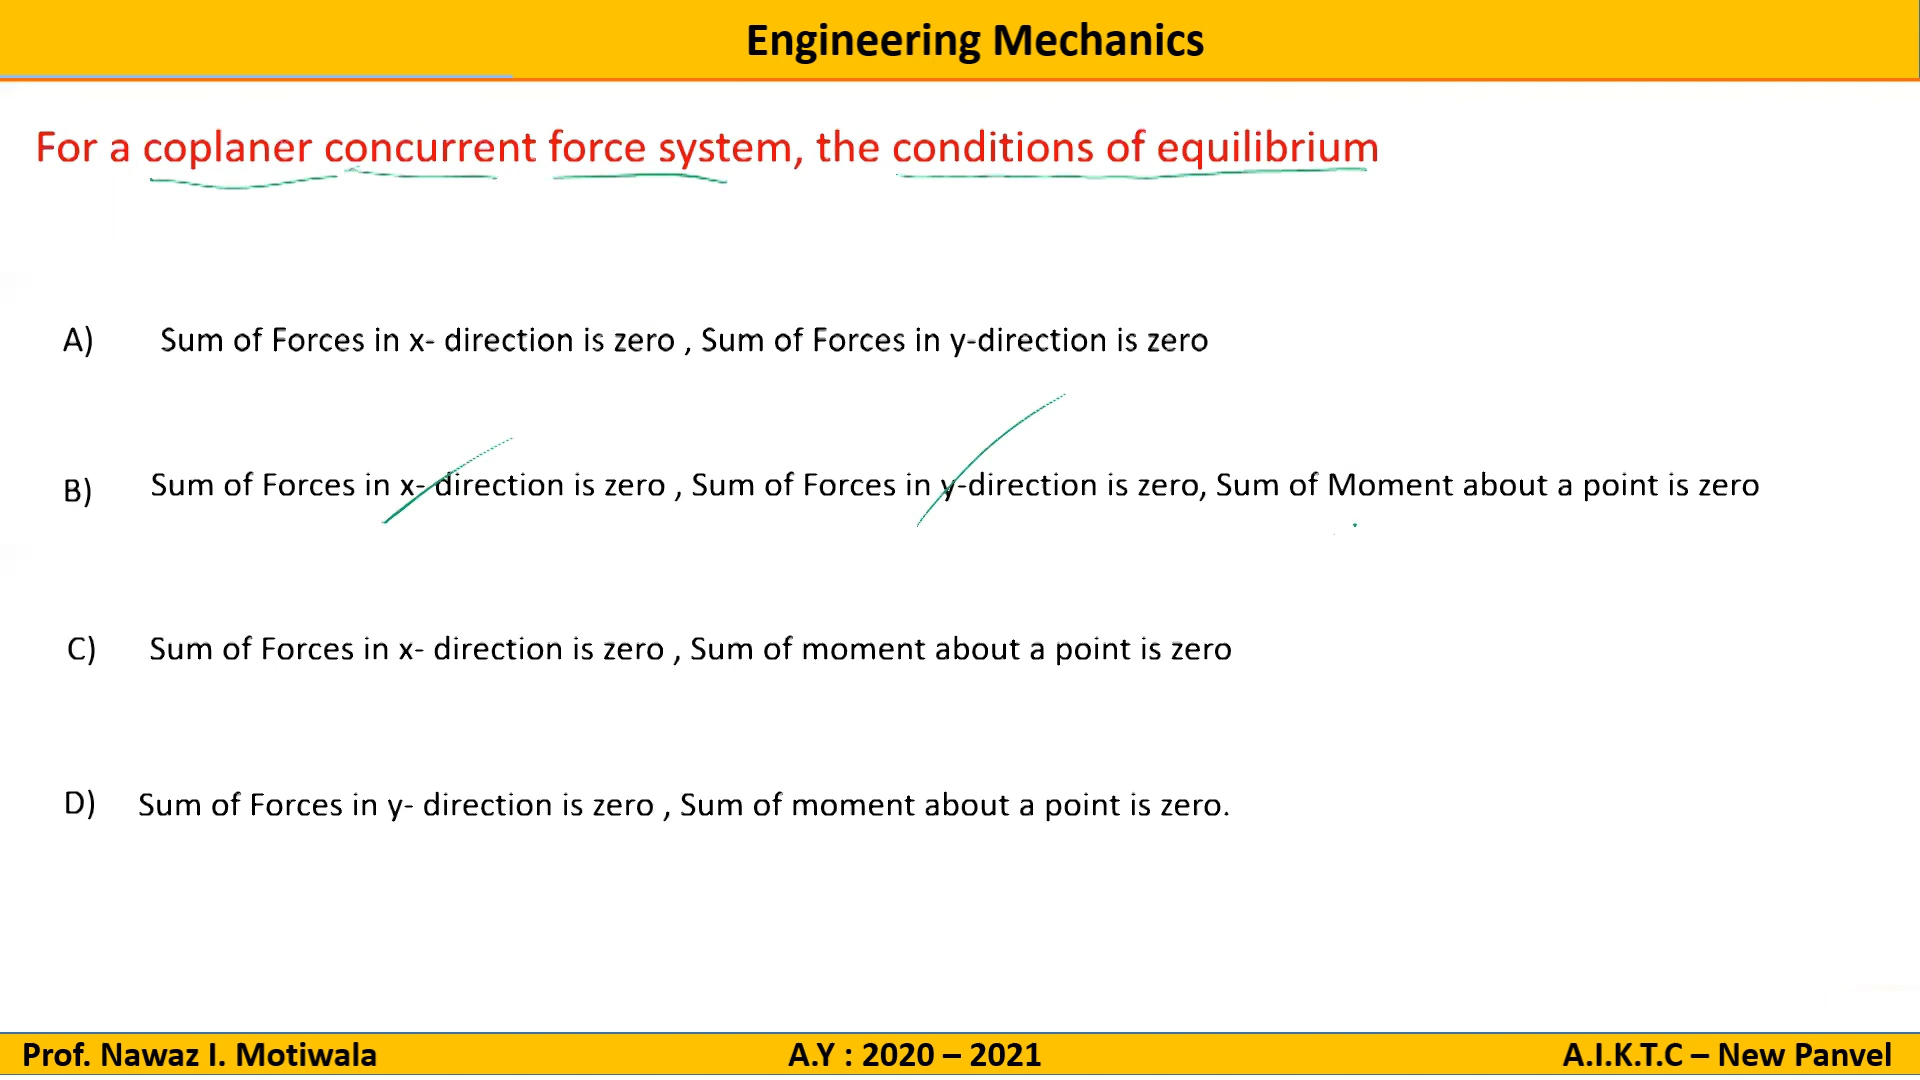 Engineering Mechanics
For a coplaner concurrent force system, the conditions of equilibrium
A) Sum of Forces in x- direction is zero , Sum of Forces in y-direction is zero
B) Sum of Forces in x- direction is zero , Sum of Forces in y-direction is zero, Sum of Moment about a point is zero
C) Sum of Forces in x- direction is zero , Sum of moment about a point is zero
D) Sum of Forces in y- direction is zero , Sum of moment about a point is zero.
Prof. Nawaz I. Motiwala A.Y : 2020 – 2021 A.I.K.T.C – New Panvel